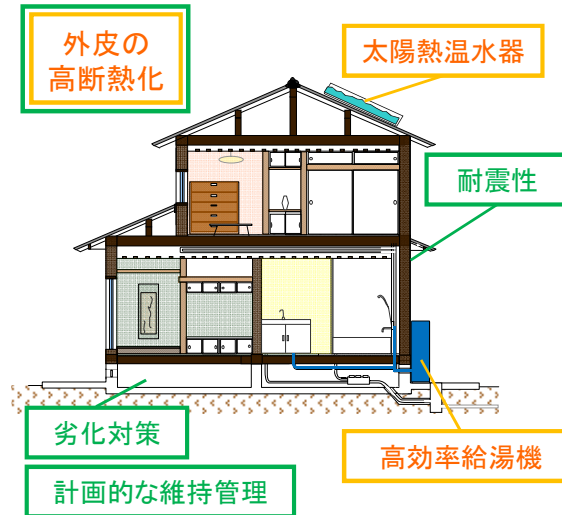 外皮の
高断熱化
太陽熱温水器
耐震性
劣化対策
高効率給湯機
計画的な維持管理